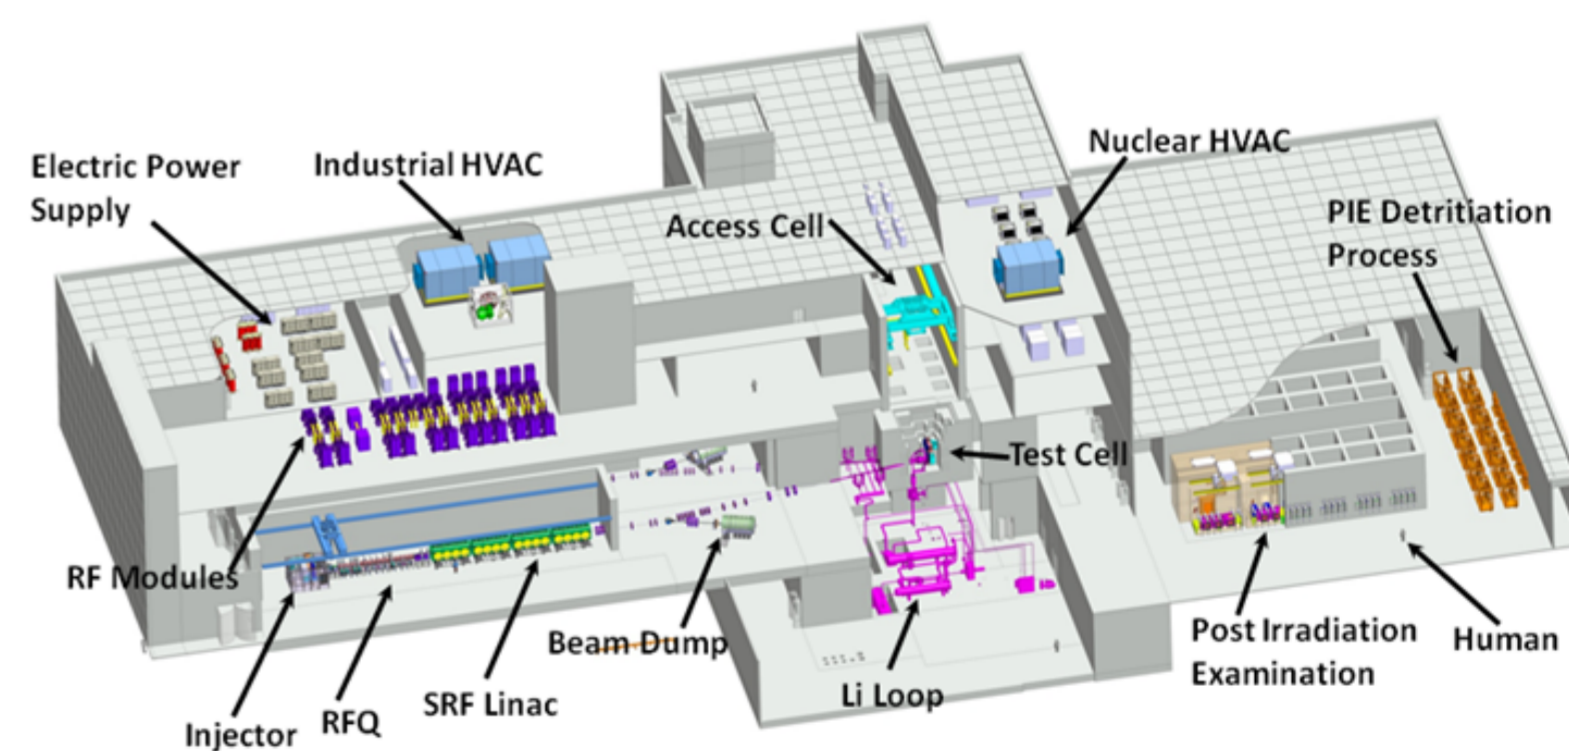 Electric Power
Supply
Industrial HVAC
Nuclear HVAC
Access Cell
PIE Detritiation
Process
Test Cell
RF Modules
Beam Dump
Post Irradiation
Examination
Human
Li Loop
SRF Linac
RFQ
Injector